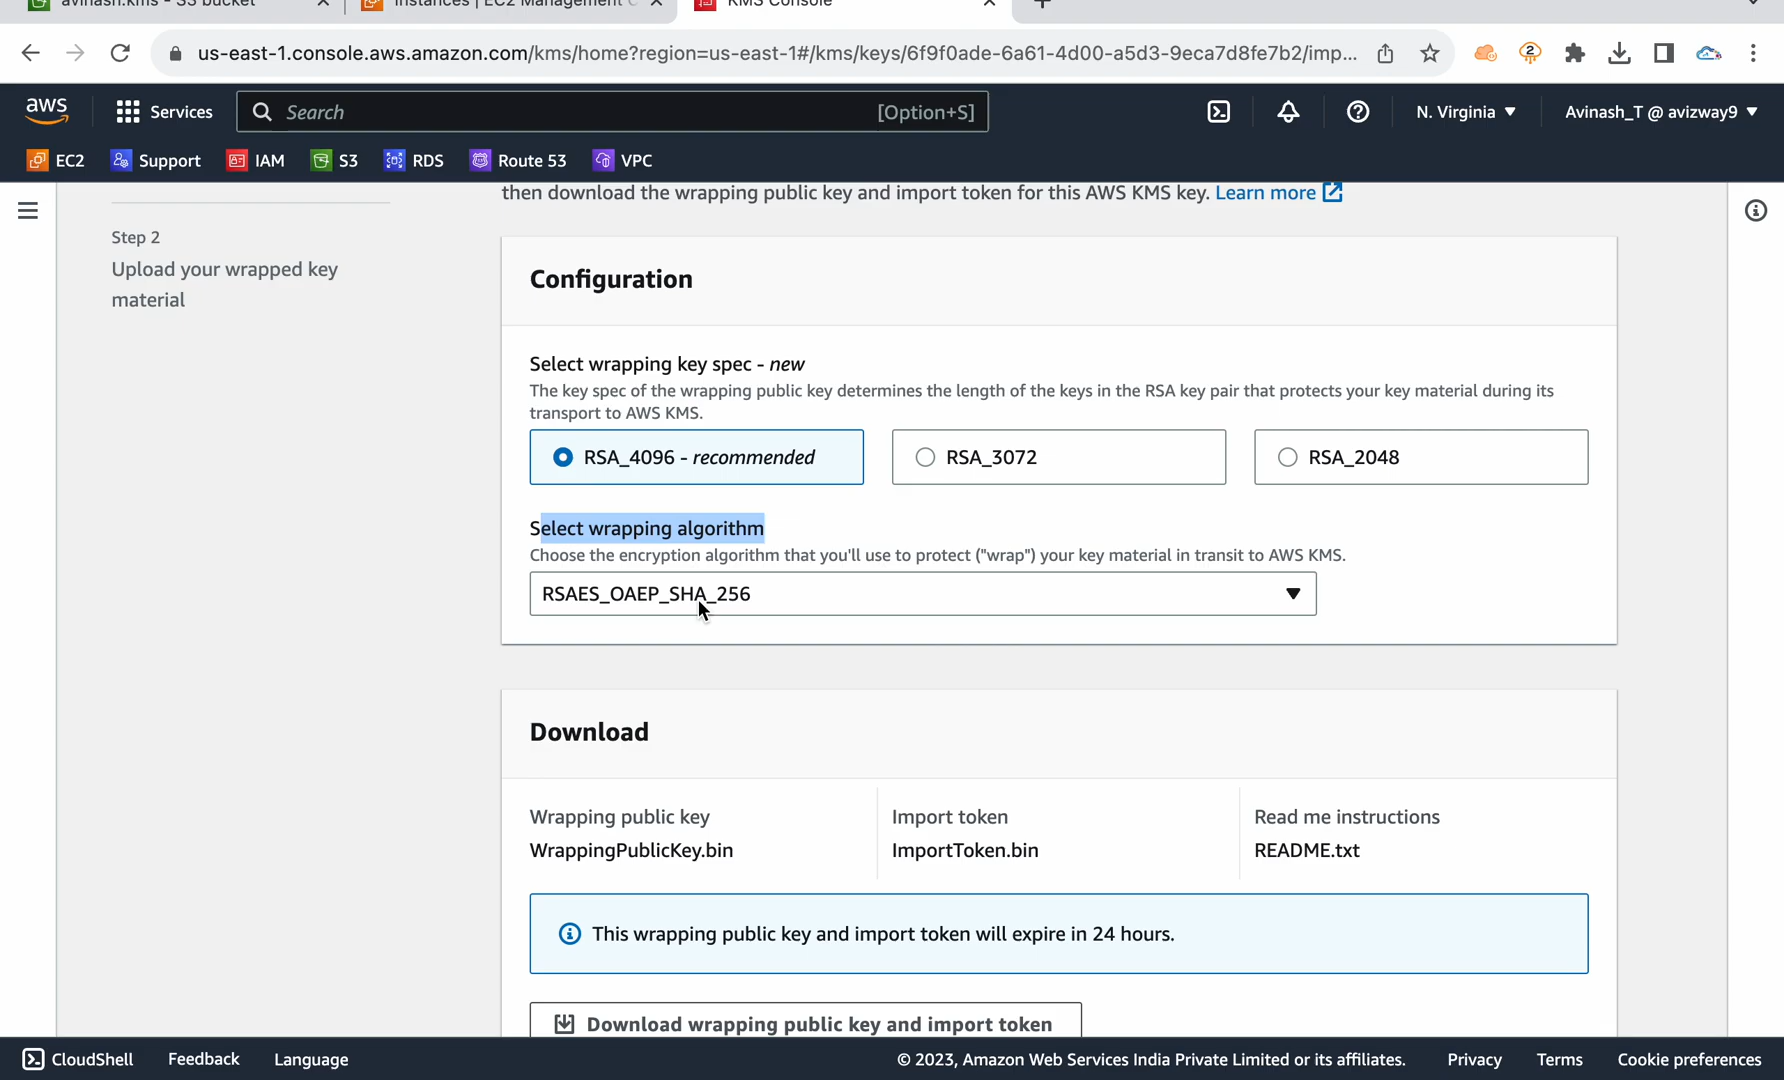 avinash.kms - S3 bucket
Instances | EC2 Management C
KMS Console
us-east-1.console.aws.amazon.com/kms/home?region=us-east-1#/kms/keys/6f9f0ade-6a61-4d00-a5d3-9eca7d8fe7b2/imp...
2
aws
Services
Search
[Option+S]
N. Virginia
Avinash_T @ avizway9
EC2
Support
IAM
S3
RDS
Route 53
VPC
then download the wrapping public key and import token for this AWS KMS key. Learn more
Step 2
Upload your wrapped key
material
Configuration
Select wrapping key spec - new
The key spec of the wrapping public key determines the length of the keys in the RSA key pair that protects your key material during its
transport to AWS KMS.
RSA_4096 - recommended
RSA_3072
RSA_2048
Select wrapping algorithm
Choose the encryption algorithm that you'll use to protect ("wrap") your key material in transit to AWS KMS.
RSAES_OAEP_SHA_256
Download
Wrapping public key
WrappingPublicKey.bin
Import token
ImportToken.bin
Read me instructions
README.txt
This wrapping public key and import token will expire in 24 hours.
Download wrapping public key and import token
CloudShell
Feedback
Language
© 2023, Amazon Web Services India Private Limited or its affiliates.
Privacy
Terms
Cookie preferences